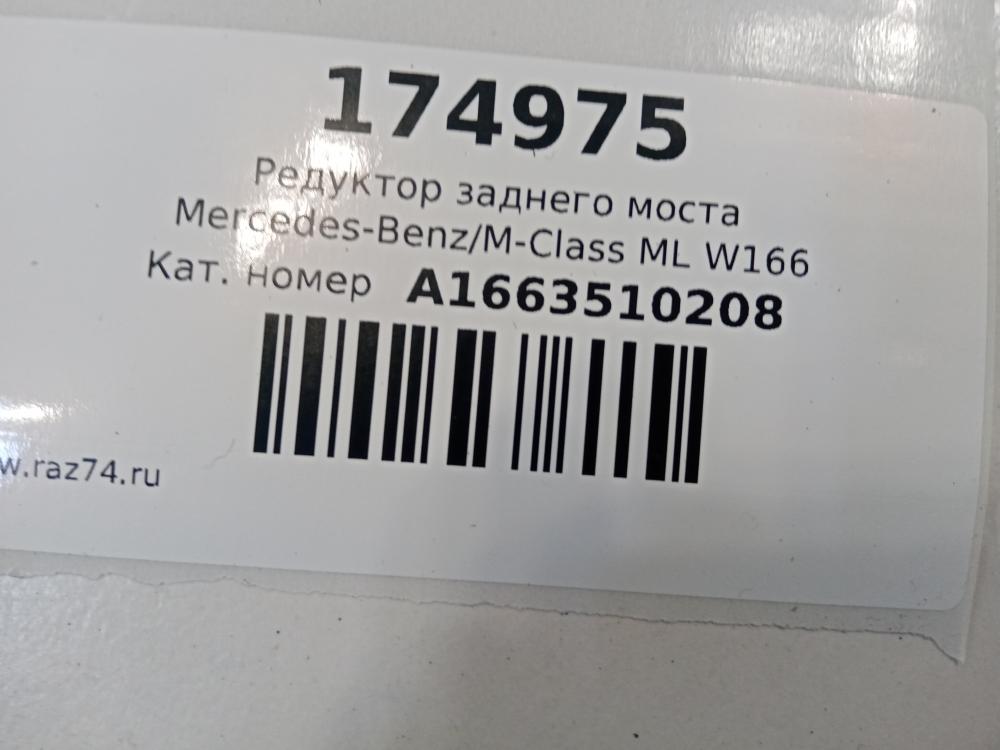 174975
Редуктор заднего моста
Mercedes-Benz/M-Class ML W166
Кат. номер A1663510208
w.raz74.ru